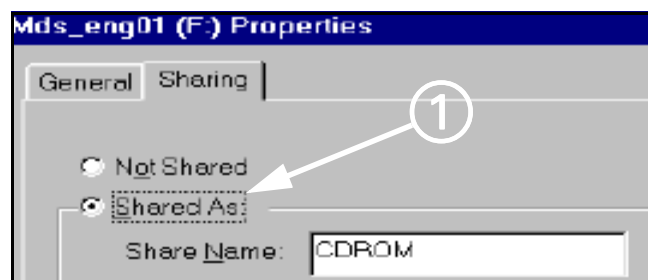 Mds_eng01 (F:) Properties
General Sharing
1
Not Shared
Shared As:
Share Name: CDROM